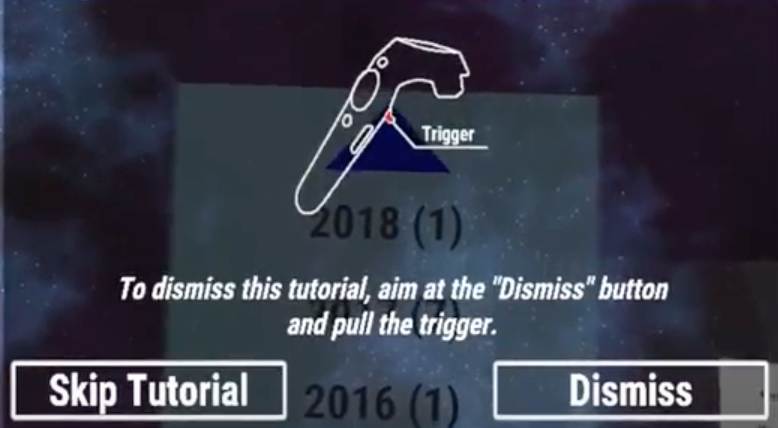 Trigger
2018 (1)
To dismiss this tutorial, aim at the "Dismiss" button
and pull the trigger.
Skip Tutorial
2016 (1)
Dismiss